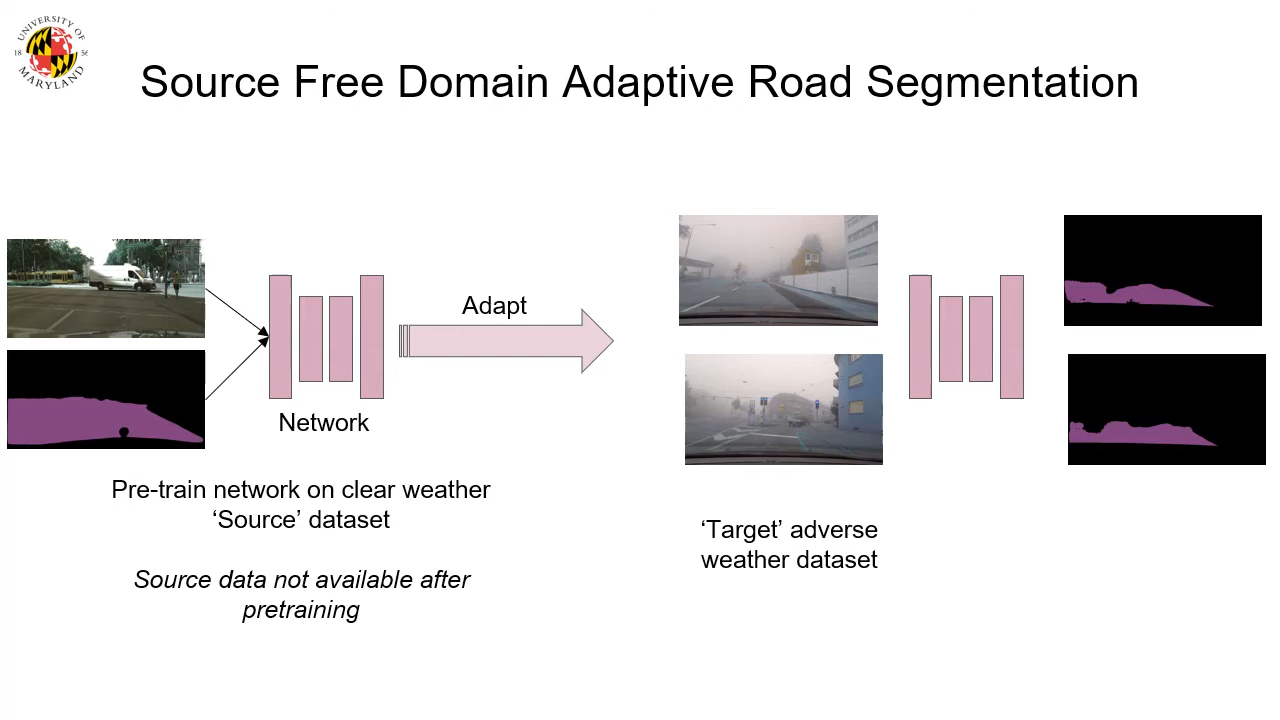 UNIVERSITY OF
18 56
MARYLAND
Source Free Domain Adaptive Road Segmentation
Adapt
Network
Pre-train network on clear weather
‘Source’ dataset
Source data not available after
pretraining
‘Target’ adverse
weather dataset